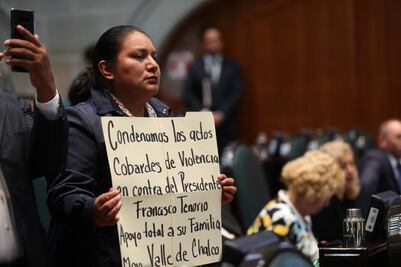 Condenamos los actos
Cobardes de Violencia
en contra del Presidente
Francisco Tenorio
Apoyo total a su Familia
Mov. Valle de Chalco